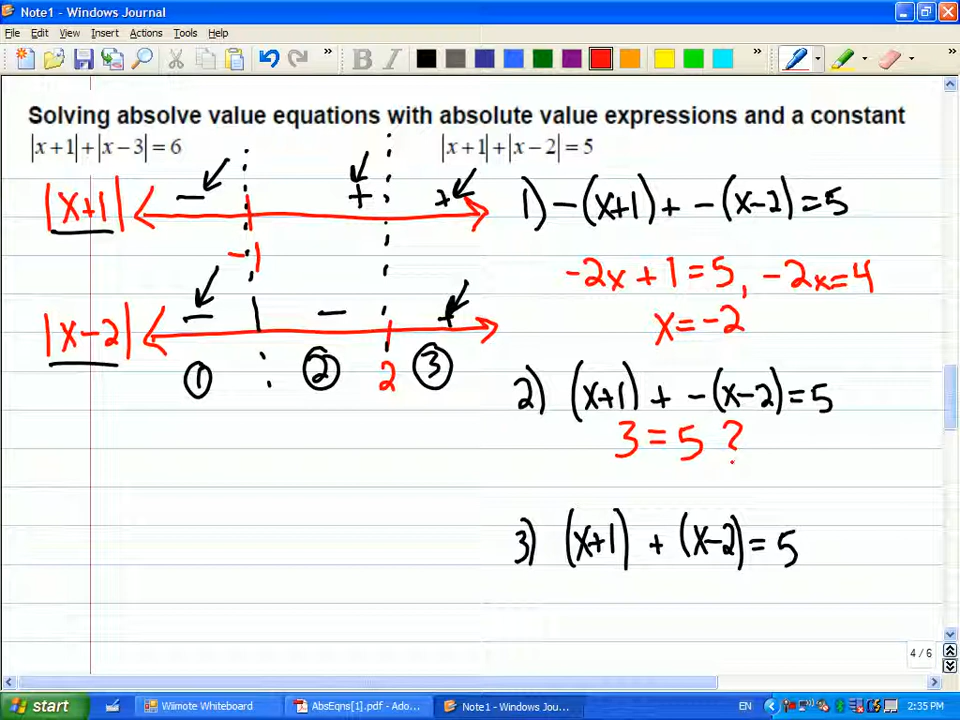 Note1 - Windows Journal
File Edit View Insert Actions Tools Help
B I U
Solving absolve value equations with absolute value expressions and a constant
|x+1|+|x−3|=6 |x+1|+|x−2|=5
|x+1| − + +
−1
1) −(x+1) + −(x−2) = 5
−2x + 1 = 5, −2x = 4
x = −2
|x−2| − − +
① ② 2 ③
2) (x+1) + −(x−2) = 5
3 = 5 ?
3) (x+1) + (x−2) = 5
4 / 6
start Wiimote Whiteboard AbsEqns[1].pdf - Ado... Note1 - Windows Jou... EN 2:35 PM